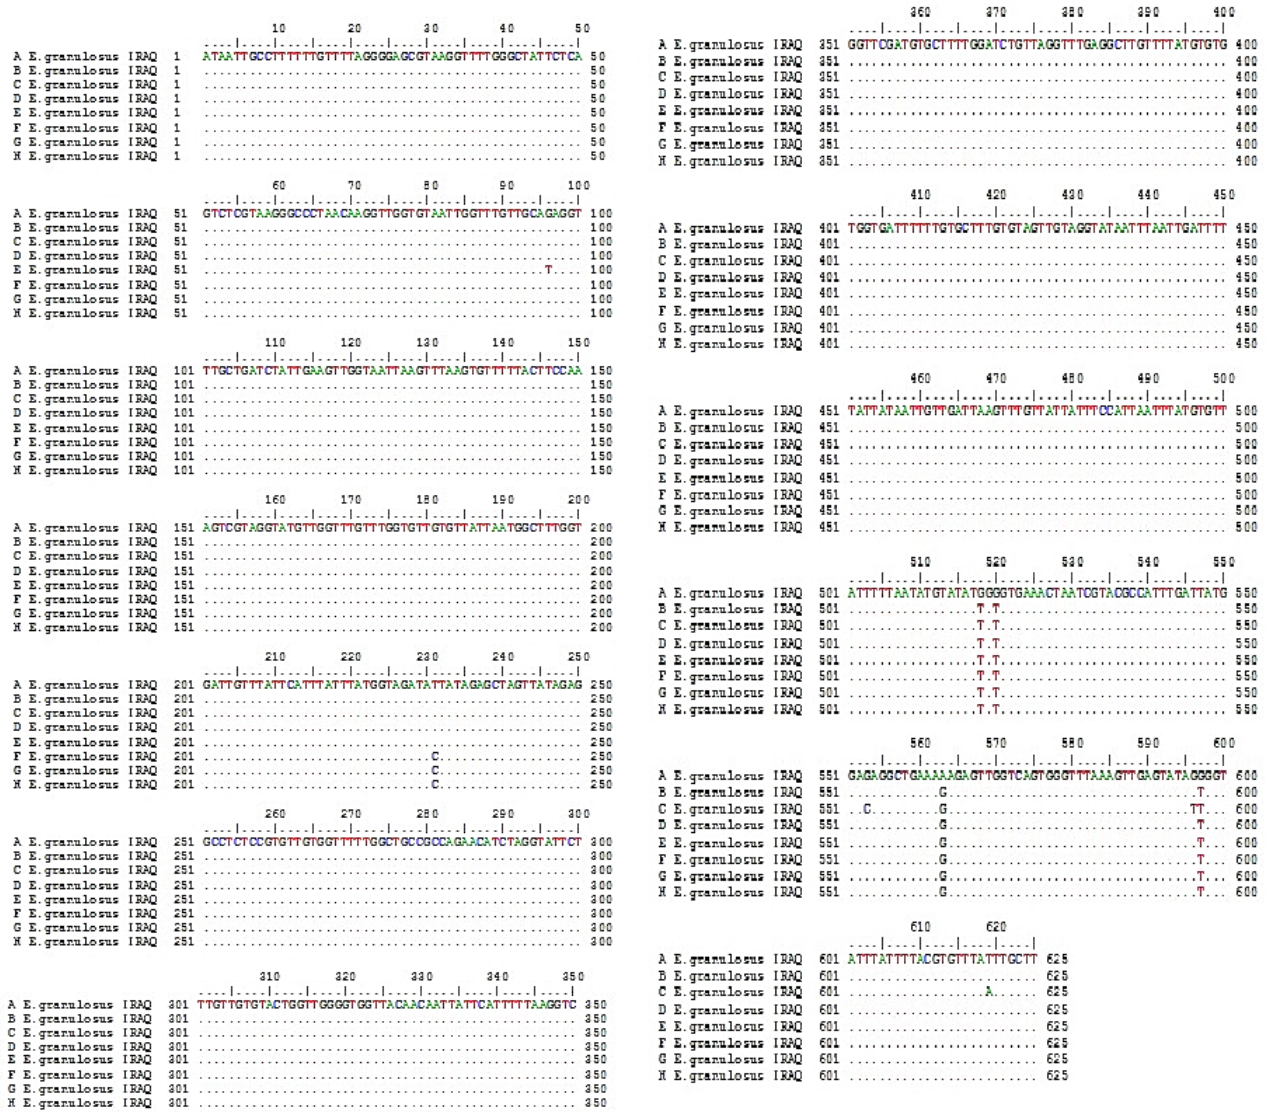 10 20 30 40 50
A E.granulosus IRAQ 1 ATAATTGCCTTTTTTGTTTTAGGGGAGCGTAAGGTTTTGGGCTATTCTCA 50
B E.granulosus IRAQ 1 .................................................. 50
C E.granulosus IRAQ 1 .................................................. 50
D E.granulosus IRAQ 1 .................................................. 50
E E.granulosus IRAQ 1 .................................................. 50
F E.granulosus IRAQ 1 .................................................. 50
G E.granulosus IRAQ 1 .................................................. 50
H E.granulosus IRAQ 1 .................................................. 50
60 70 80 90 100
A E.granulosus IRAQ 51 GTCTCGTAAGGGCCCTAACAAGGTTGGTGTAATTGGTTTGTTGCAGAGGT 100
B E.granulosus IRAQ 51 .................................................. 100
C E.granulosus IRAQ 51 .................................................. 100
D E.granulosus IRAQ 51 .................................................. 100
E E.granulosus IRAQ 51 .............................................T.... 100
F E.granulosus IRAQ 51 .................................................. 100
G E.granulosus IRAQ 51 .................................................. 100
H E.granulosus IRAQ 51 .................................................. 100
110 120 130 140 150
A E.granulosus IRAQ 101 TTGCTGATCTATTGAAGTTGGTAATTAAGTTTAAGTGTTTTTACTTCCAA 150
B E.granulosus IRAQ 101 .................................................. 150
C E.granulosus IRAQ 101 .................................................. 150
D E.granulosus IRAQ 101 .................................................. 150
E E.granulosus IRAQ 101 .................................................. 150
F E.granulosus IRAQ 101 .................................................. 150
G E.granulosus IRAQ 101 .................................................. 150
H E.granulosus IRAQ 101 .................................................. 150
160 170 180 190 200
A E.granulosus IRAQ 151 AGTCGTAGGTATGTTGGTTTGTTTGGTGTTGTGTTATTAATGGCTTTGGT 200
B E.granulosus IRAQ 151 .................................................. 200
C E.granulosus IRAQ 151 .................................................. 200
D E.granulosus IRAQ 151 .................................................. 200
E E.granulosus IRAQ 151 .................................................. 200
F E.granulosus IRAQ 151 .................................................. 200
G E.granulosus IRAQ 151 .................................................. 200
H E.granulosus IRAQ 151 .................................................. 200
210 220 230 240 250
A E.granulosus IRAQ 201 GATTGTTTATTCATTTATTTATGGTAGATATTATAGAGCTAGTTATAGAG 250
B E.granulosus IRAQ 201 .................................................. 250
C E.granulosus IRAQ 201 .................................................. 250
D E.granulosus IRAQ 201 .................................................. 250
E E.granulosus IRAQ 201 .................................................. 250
F E.granulosus IRAQ 201 ..............................C................... 250
G E.granulosus IRAQ 201 ..............................C................... 250
H E.granulosus IRAQ 201 ..............................C................... 250
260 270 280 290 300
A E.granulosus IRAQ 251 GCCTCTCCGTGTTGTGGTTTTTGGCTGCCGCCAGAACATCTAGGTATTCT 300
B E.granulosus IRAQ 251 .................................................. 300
C E.granulosus IRAQ 251 .................................................. 300
D E.granulosus IRAQ 251 .................................................. 300
E E.granulosus IRAQ 251 .................................................. 300
F E.granulosus IRAQ 251 .................................................. 300
G E.granulosus IRAQ 251 .................................................. 300
H E.granulosus IRAQ 251 .................................................. 300
310 320 330 340 350
A E.granulosus IRAQ 301 TTGTTGTGTACTGGTTGGGGTGGTTACAACAATTATTCATTTTTAAGGTC 350
B E.granulosus IRAQ 301 .................................................. 350
C E.granulosus IRAQ 301 .................................................. 350
D E.granulosus IRAQ 301 .................................................. 350
E E.granulosus IRAQ 301 .................................................. 350
F E.granulosus IRAQ 301 .................................................. 350
G E.granulosus IRAQ 301 .................................................. 350
H E.granulosus IRAQ 301 .................................................. 350
360 370 380 390 400
A E.granulosus IRAQ 351 GGTTCGATGTGCTTTTGGATCTGTTAGGTTTGAGGCTTGTTTTATGTGTG 400
B E.granulosus IRAQ 351 .................................................. 400
C E.granulosus IRAQ 351 .................................................. 400
D E.granulosus IRAQ 351 .................................................. 400
E E.granulosus IRAQ 351 .................................................. 400
F E.granulosus IRAQ 351 .................................................. 400
G E.granulosus IRAQ 351 .................................................. 400
H E.granulosus IRAQ 351 .................................................. 400
410 420 430 440 450
A E.granulosus IRAQ 401 TGGTGATTTTTTGTGCTTTGTGTAGTTGTAGGTATAATTTAATTGATTTT 450
B E.granulosus IRAQ 401 .................................................. 450
C E.granulosus IRAQ 401 .................................................. 450
D E.granulosus IRAQ 401 .................................................. 450
E E.granulosus IRAQ 401 .................................................. 450
F E.granulosus IRAQ 401 .................................................. 450
G E.granulosus IRAQ 401 .................................................. 450
H E.granulosus IRAQ 401 .................................................. 450
460 470 480 490 500
A E.granulosus IRAQ 451 TATTATAATTGTTGATTAAGTTTGTTATTATTTCCATTAATTTATGTGTT 500
B E.granulosus IRAQ 451 .................................................. 500
C E.granulosus IRAQ 451 .................................................. 500
D E.granulosus IRAQ 451 .................................................. 500
E E.granulosus IRAQ 451 .................................................. 500
F E.granulosus IRAQ 451 .................................................. 500
G E.granulosus IRAQ 451 .................................................. 500
H E.granulosus IRAQ 451 .................................................. 500
510 520 530 540 550
A E.granulosus IRAQ 501 ATTTTTAATATGTATATGGGGTGAAACTAATCGTACGCCATTTGATTATG 550
B E.granulosus IRAQ 501 .................T.T.............................. 550
C E.granulosus IRAQ 501 .................T.T.............................. 550
D E.granulosus IRAQ 501 .................T.T.............................. 550
E E.granulosus IRAQ 501 .................T.T.............................. 550
F E.granulosus IRAQ 501 .................T.T.............................. 550
G E.granulosus IRAQ 501 .................T.T.............................. 550
H E.granulosus IRAQ 501 .................T.T.............................. 550
560 570 580 590 600
A E.granulosus IRAQ 551 GAGAGGCTGAAAAAGAGTTGGTCAGTGGGTTTAAAGTTGAGTATAGGGGT 600
B E.granulosus IRAQ 551 ............G.................................T... 600
C E.granulosus IRAQ 551 ..C.........G................................TT... 600
D E.granulosus IRAQ 551 ............G.................................T... 600
E E.granulosus IRAQ 551 ............G.................................T... 600
F E.granulosus IRAQ 551 ............G.................................T... 600
G E.granulosus IRAQ 551 ............G.................................T... 600
H E.granulosus IRAQ 551 ............G.................................T... 600
610 620
A E.granulosus IRAQ 601 ATTTATTTTACGTGTTTATTTGCTT 625
B E.granulosus IRAQ 601 ......................... 625
C E.granulosus IRAQ 601 ..................A...... 625
D E.granulosus IRAQ 601 ......................... 625
E E.granulosus IRAQ 601 ......................... 625
F E.granulosus IRAQ 601 ......................... 625
G E.granulosus IRAQ 601 ......................... 625
H E.granulosus IRAQ 601 ......................... 625